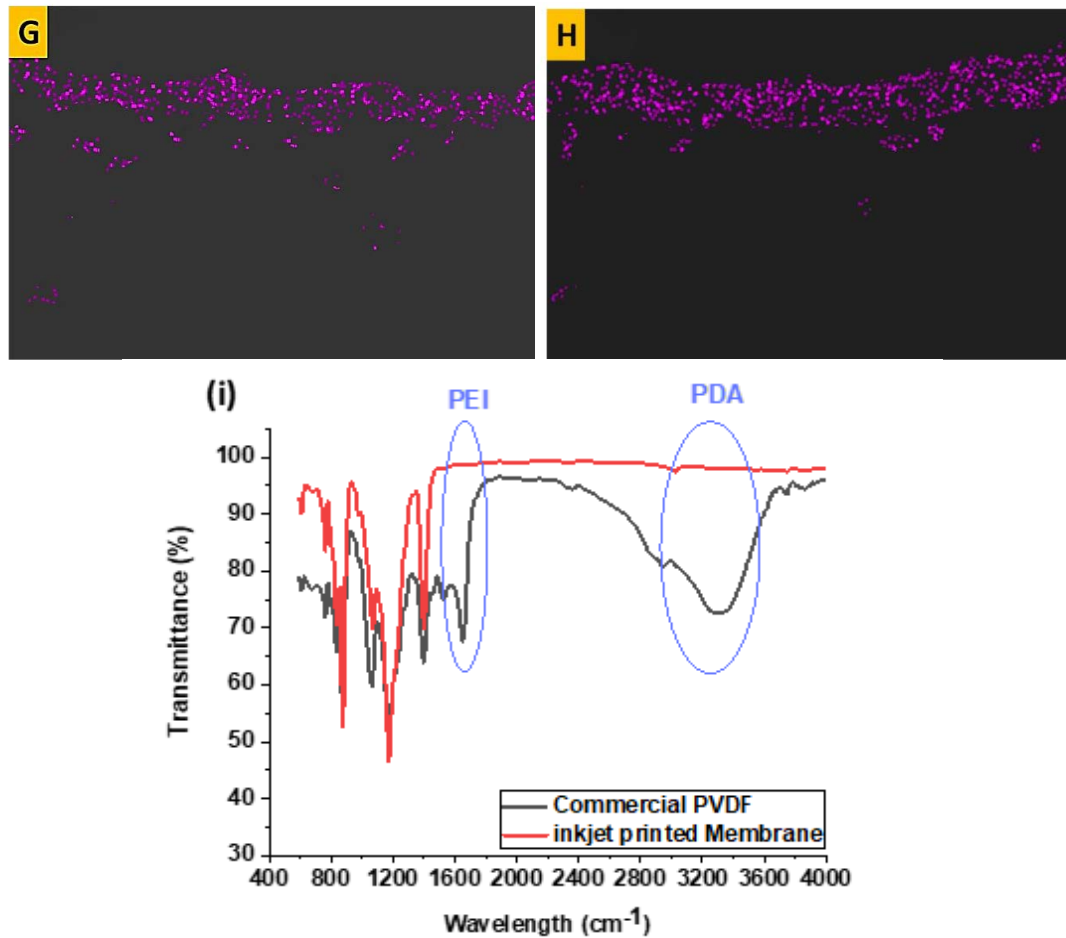 G
H
(i)
PEI
PDA
100
90
80
70
60
50
40
30
Transmittance (%)
Commercial PVDF
inkjet printed Membrane
400 800 1200 1600 2000 2400 2800 3200 3600 4000
Wavelength (cm⁻¹)